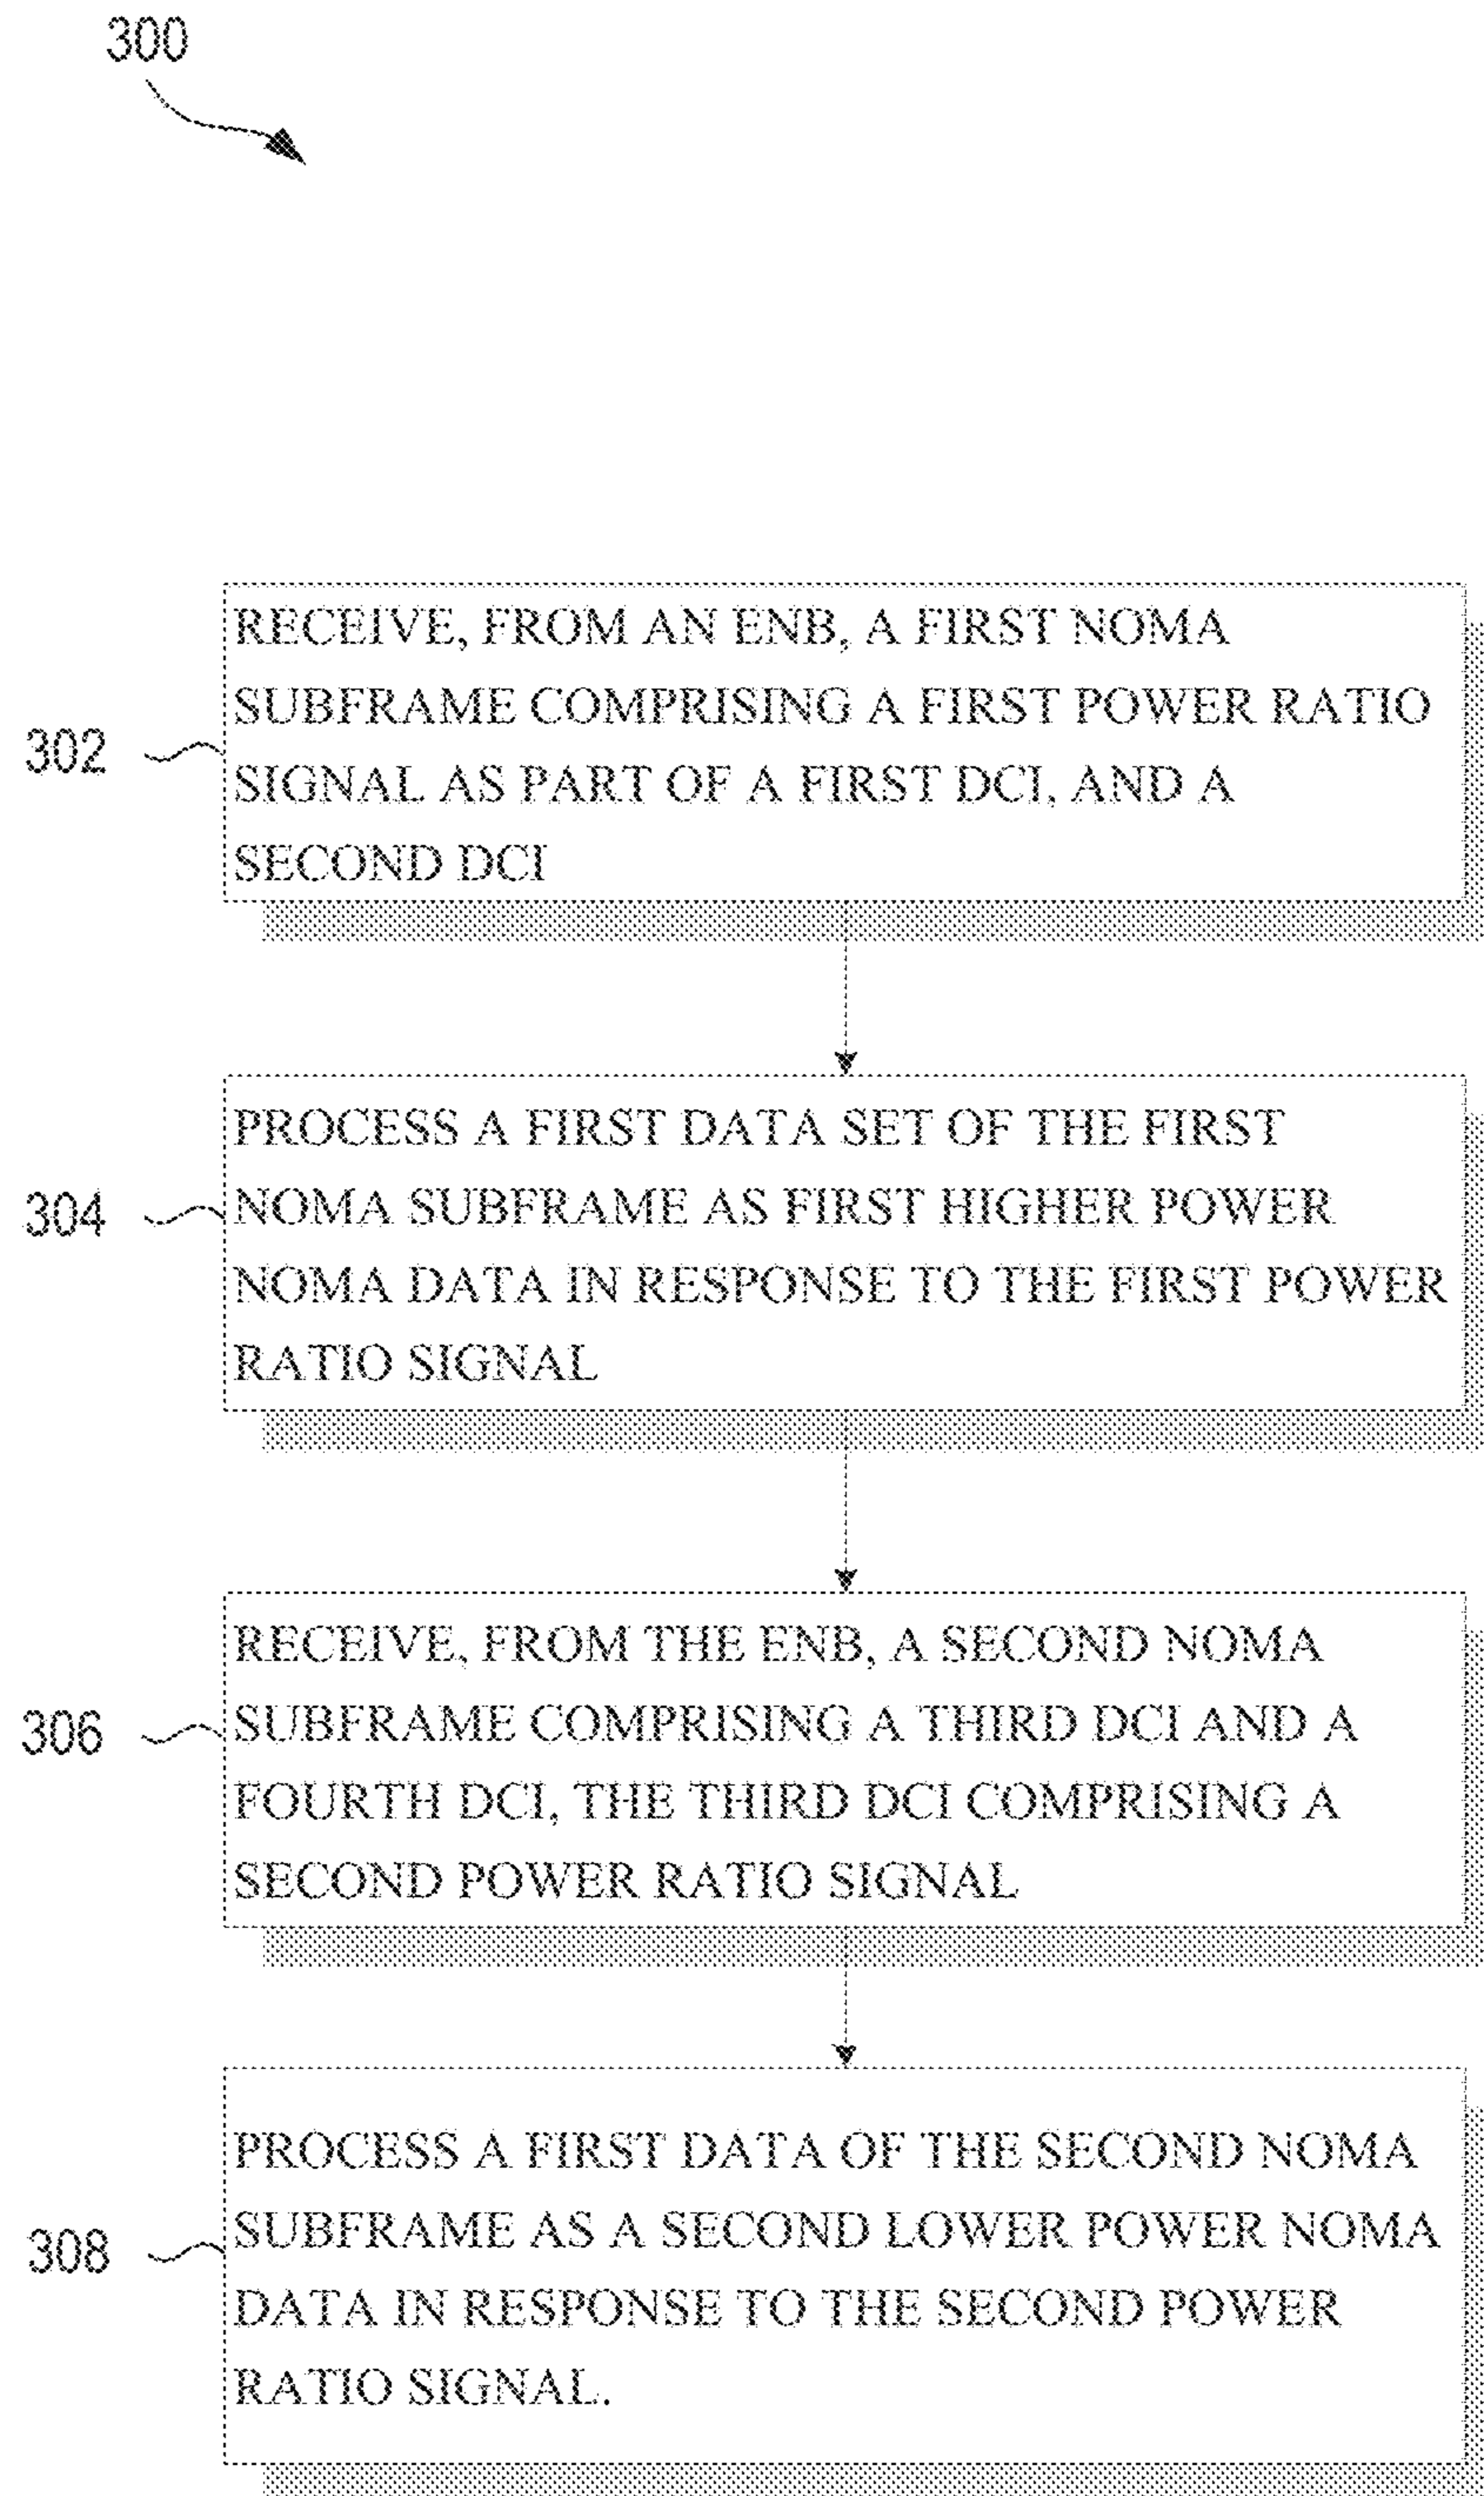 300
RECEIVE, FROM AN ENB, A FIRST NOMA
SUBFRAME COMPRISING A FIRST POWER RATIO
302
SIGNAL AS PART OF A FIRST DCI, AND A
SECOND DCI
PROCESS A FIRST DATA SET OF THE FIRST
304
NOMA SUBFRAME AS FIRST HIGHER POWER
NOMA DATA IN RESPONSE TO THE FIRST POWER
RATIO SIGNAL
RECEIVE, FROM THE ENB, A SECOND NOMA
306
SUBFRAME COMPRISING A THIRD DCI AND A
FOURTH DCI, THE THIRD DCI COMPRISING A
SECOND POWER RATIO SIGNAL
PROCESS A FIRST DATA OF THE SECOND NOMA
308
SUBFRAME AS A SECOND LOWER POWER NOMA
DATA IN RESPONSE TO THE SECOND POWER
RATIO SIGNAL.